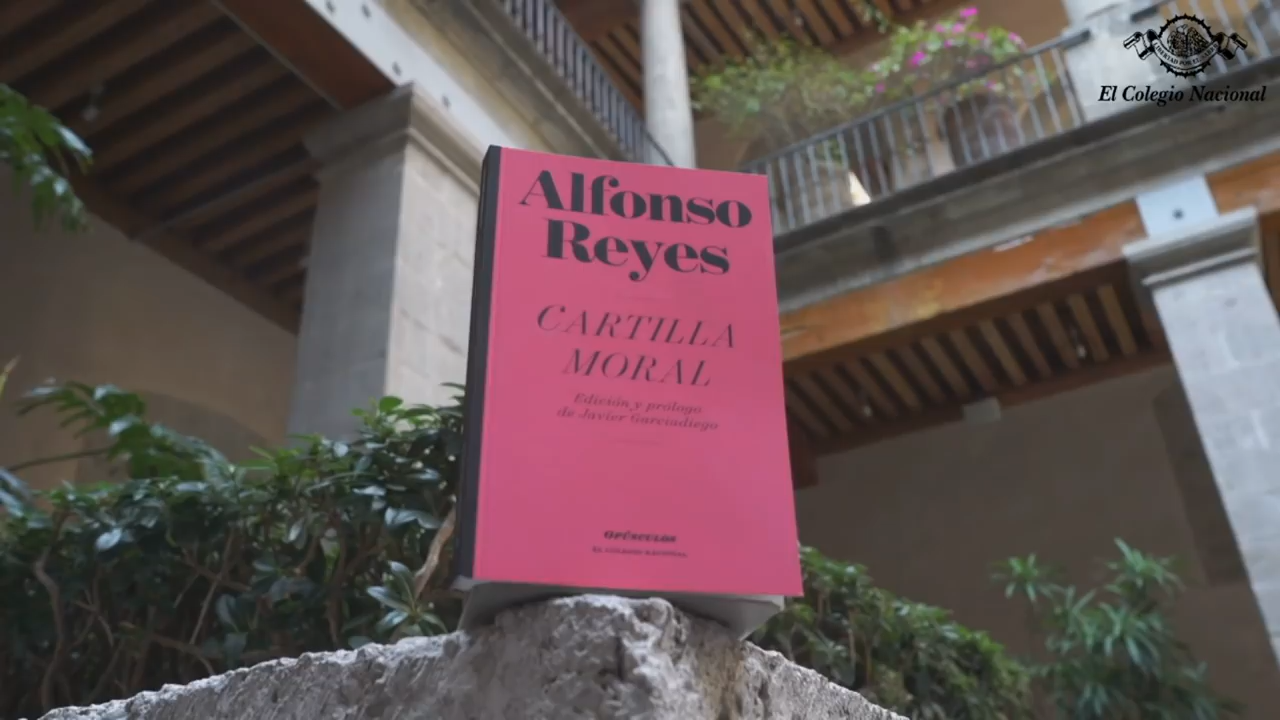 El Colegio Nacional
Alfonso
Reyes
CARTILLA
MORAL
Edición y prólogo
de Javier Garciadiego
OPÚSCULOS
EL COLEGIO NACIONAL